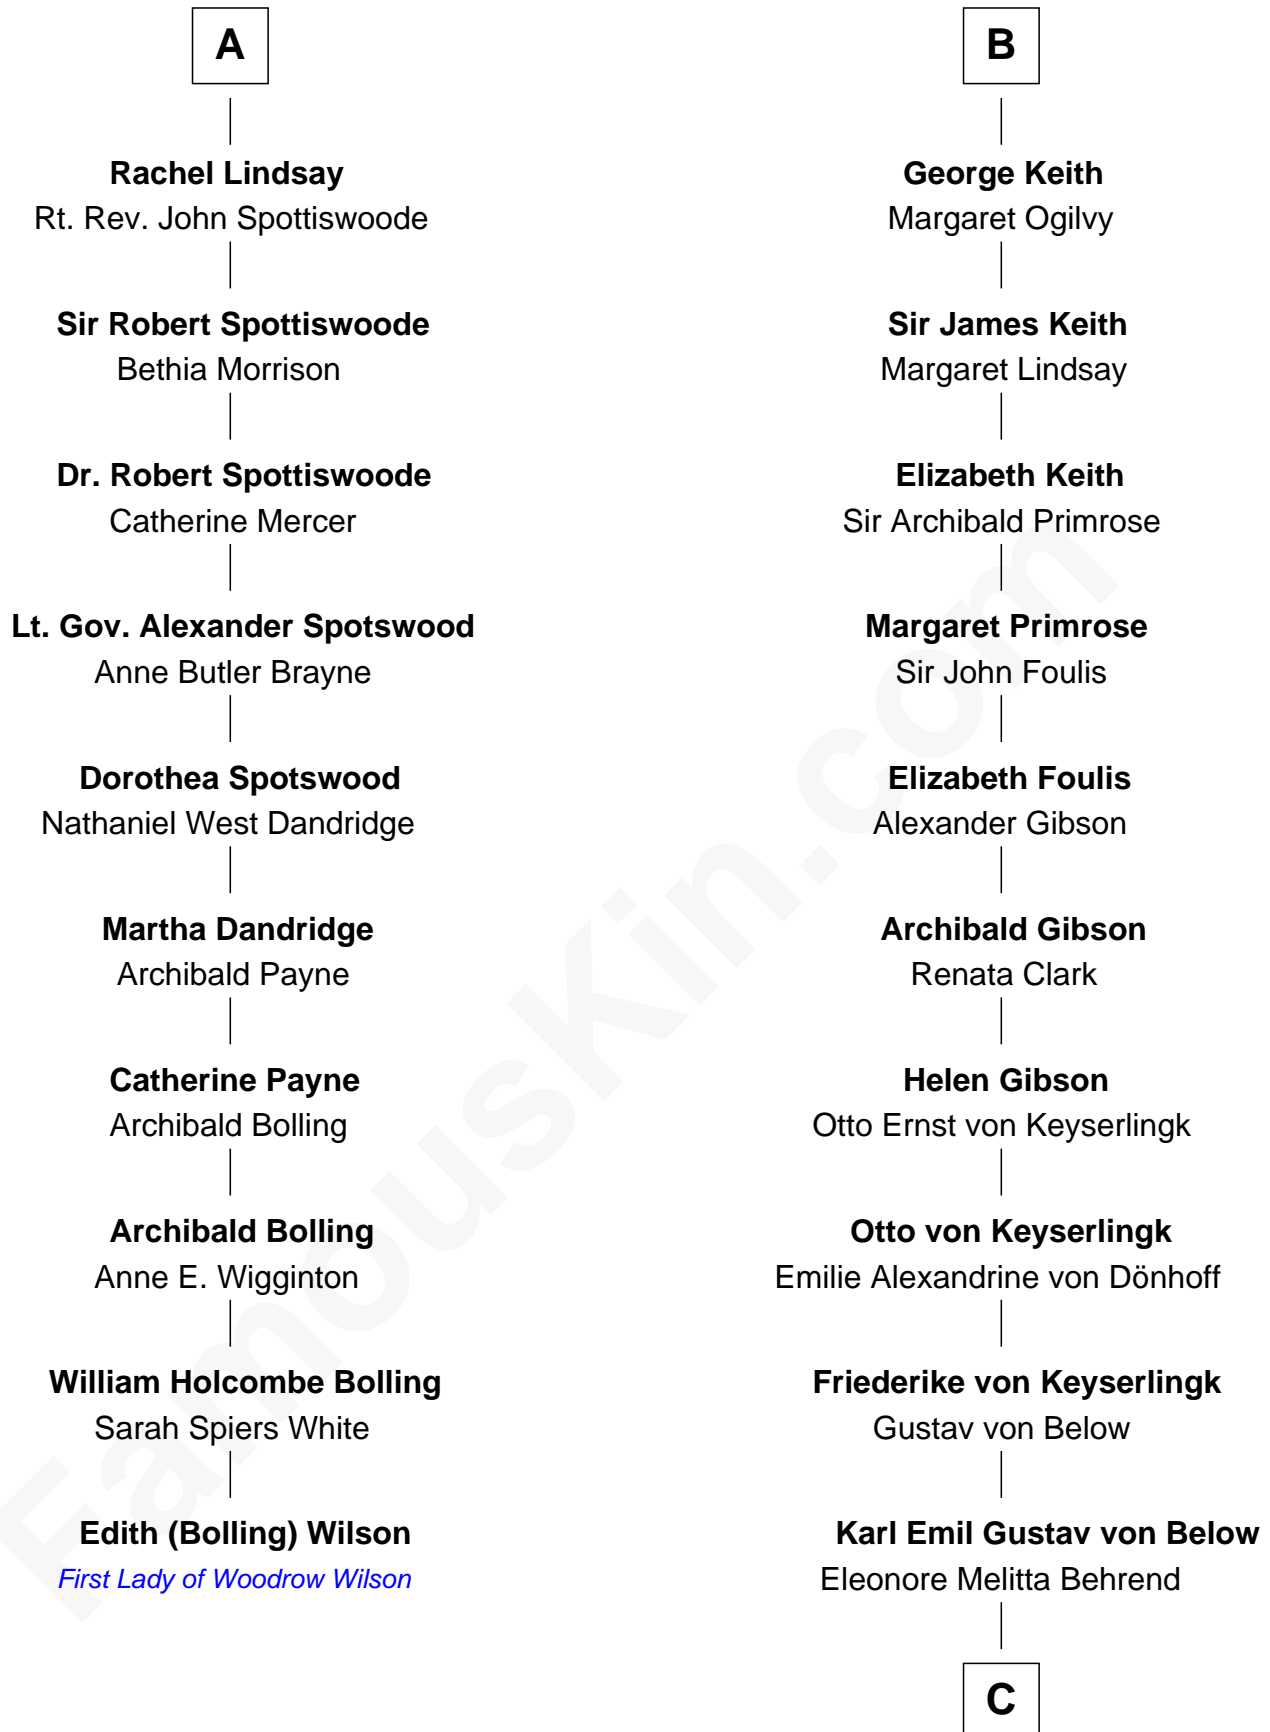 A
Rachel Lindsay
Rt. Rev. John Spottiswoode
Sir Robert Spottiswoode
Bethia Morrison
Dr. Robert Spottiswoode
Catherine Mercer
Lt. Gov. Alexander Spotswood
Anne Butler Brayne
Dorothea Spotswood
Nathaniel West Dandridge
Martha Dandridge
Archibald Payne
Catherine Payne
Archibald Bolling
Archibald Bolling
Anne E. Wigginton
William Holcombe Bolling
Sarah Spiers White
Edith (Bolling) Wilson
First Lady of Woodrow Wilson
B
George Keith
Margaret Ogilvy
Sir James Keith
Margaret Lindsay
Elizabeth Keith
Sir Archibald Primrose
Margaret Primrose
Sir John Foulis
Elizabeth Foulis
Alexander Gibson
Archibald Gibson
Renata Clark
Helen Gibson
Otto Ernst von Keyserlingk
Otto von Keyserlingk
Emilie Alexandrine von Dönhoff
Friederike von Keyserlingk
Gustav von Below
Karl Emil Gustav von Below
Eleonore Melitta Behrend
C
FamousKin.com